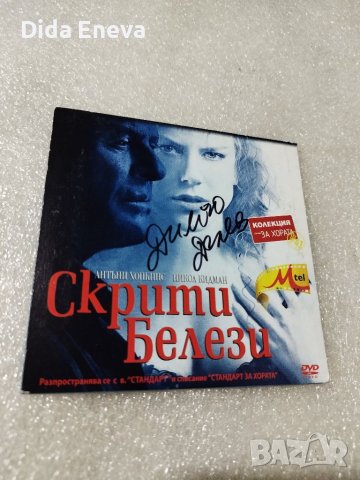 Dida Eneva
КОЛЕКЦИЯ
ЗА ХОРАТА
АНТЪНИ ХОПКИНС НИКОЛ КИДМАН
Mtel
Скрити
Белези
DVD
Разпространява се с в. "СТАНДАРТ" и списание "СТАНДАРТ ЗА ХОРАТА"
BAZAR